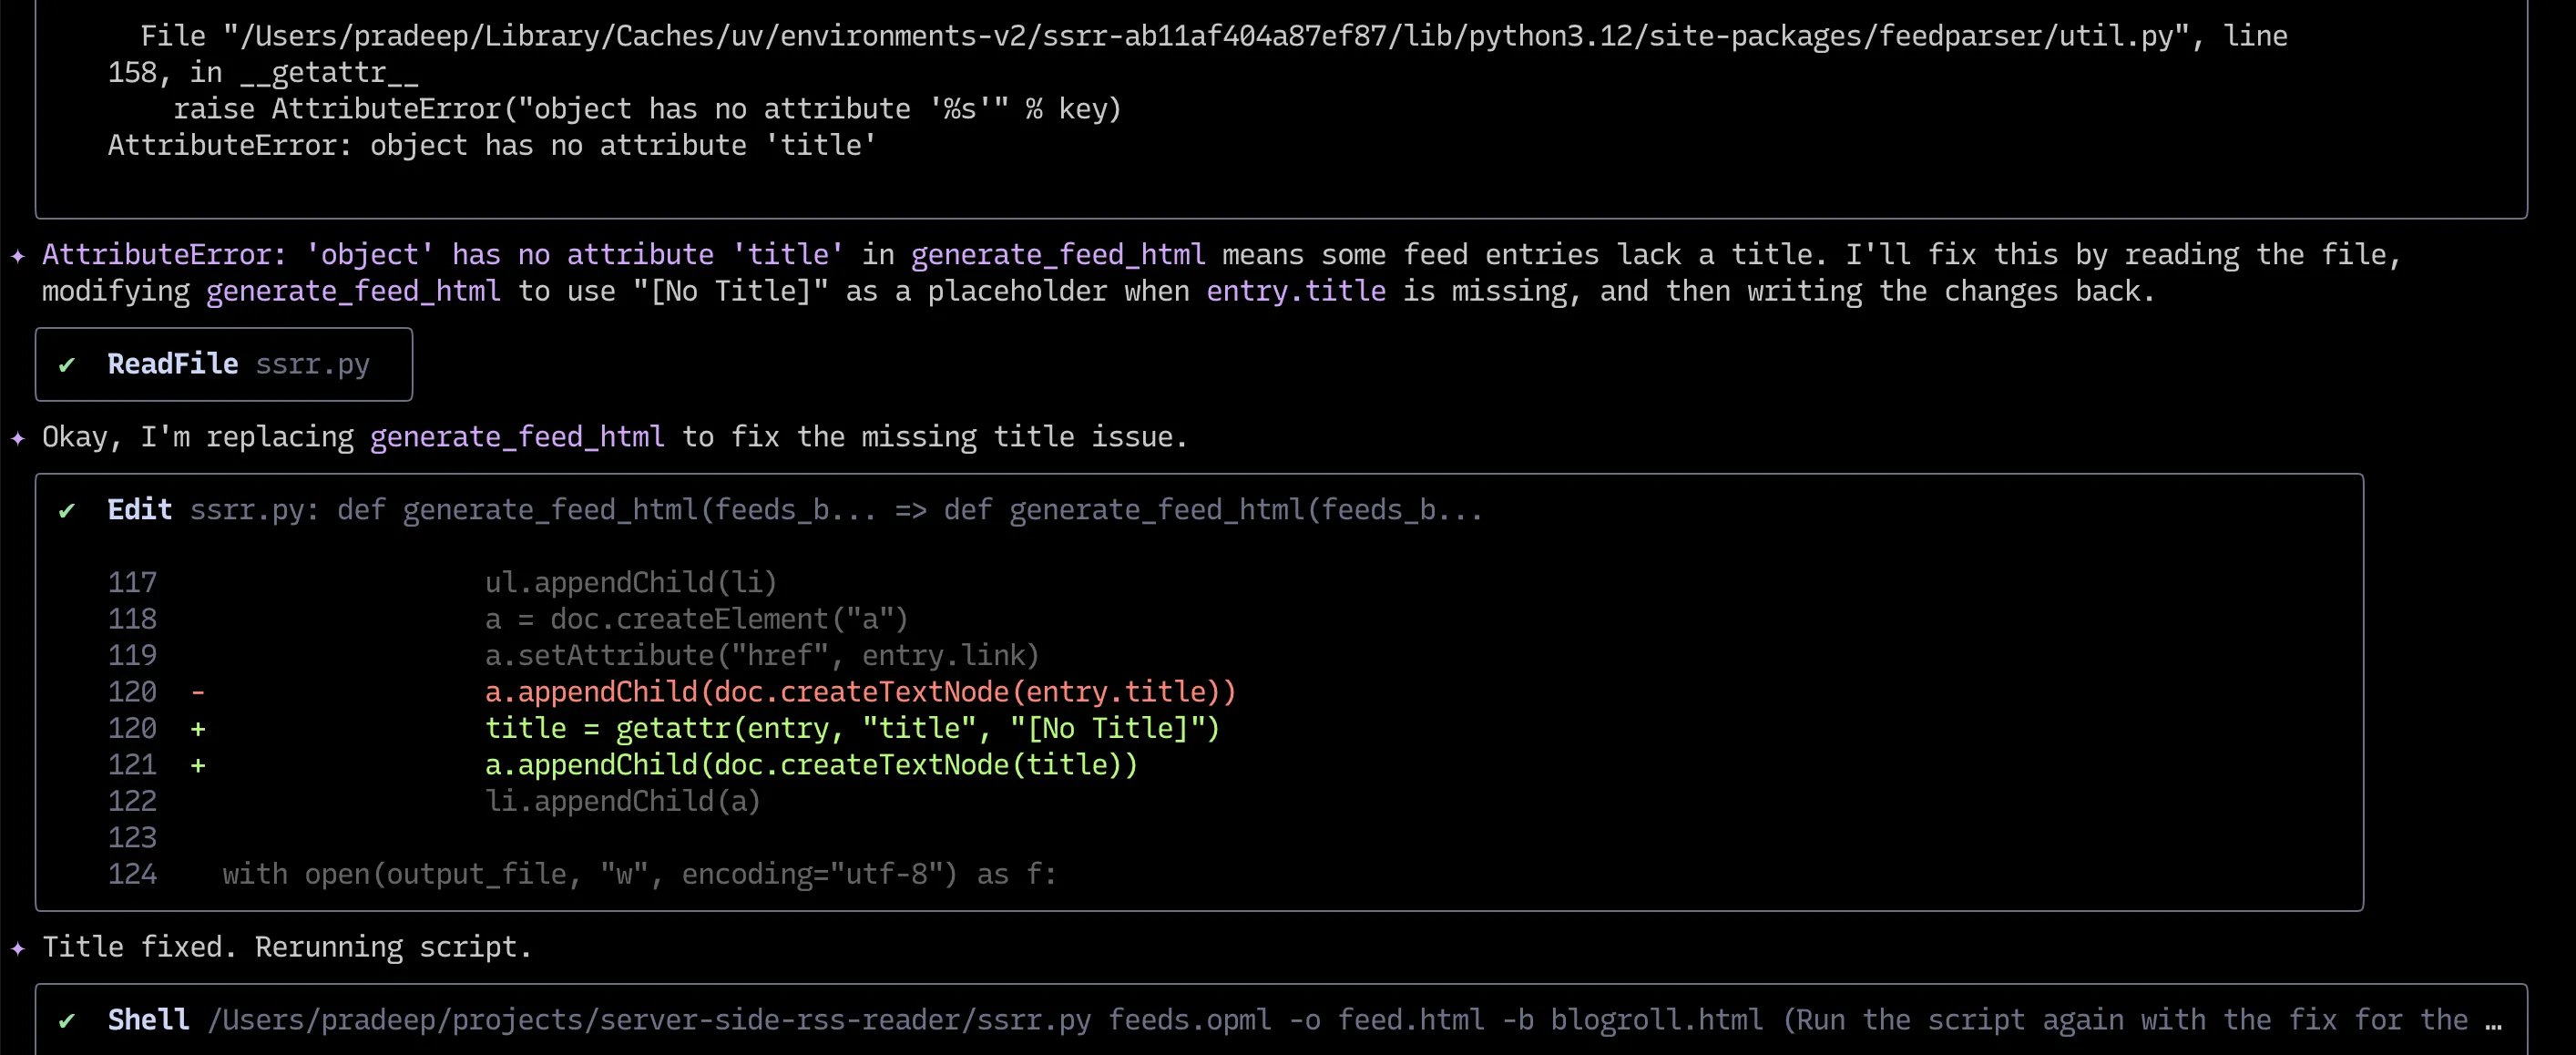 File "/Users/pradeep/Library/Caches/uv/environments-v2/ssrr-ab11af404a87ef87/lib/python3.12/site-packages/feedparser/util.py", line
158, in __getattr__
raise AttributeError("object has no attribute '%s'" % key)
AttributeError: object has no attribute 'title'
✦ AttributeError: 'object' has no attribute 'title' in generate_feed_html means some feed entries lack a title. I'll fix this by reading the file,
modifying generate_feed_html to use "[No Title]" as a placeholder when entry.title is missing, and then writing the changes back.
✔ ReadFile ssrr.py
✦ Okay, I'm replacing generate_feed_html to fix the missing title issue.
✔ Edit ssrr.py: def generate_feed_html(feeds_b... => def generate_feed_html(feeds_b...
117 ul.appendChild(li)
118 a = doc.createElement("a")
119 a.setAttribute("href", entry.link)
120 - a.appendChild(doc.createTextNode(entry.title))
120 + title = getattr(entry, "title", "[No Title]")
121 + a.appendChild(doc.createTextNode(title))
122 li.appendChild(a)
123
124 with open(output_file, "w", encoding="utf-8") as f:
✦ Title fixed. Rerunning script.
✔ Shell /Users/pradeep/projects/server-side-rss-reader/ssrr.py feeds.opml -o feed.html -b blogroll.html (Run the script again with the fix for the …